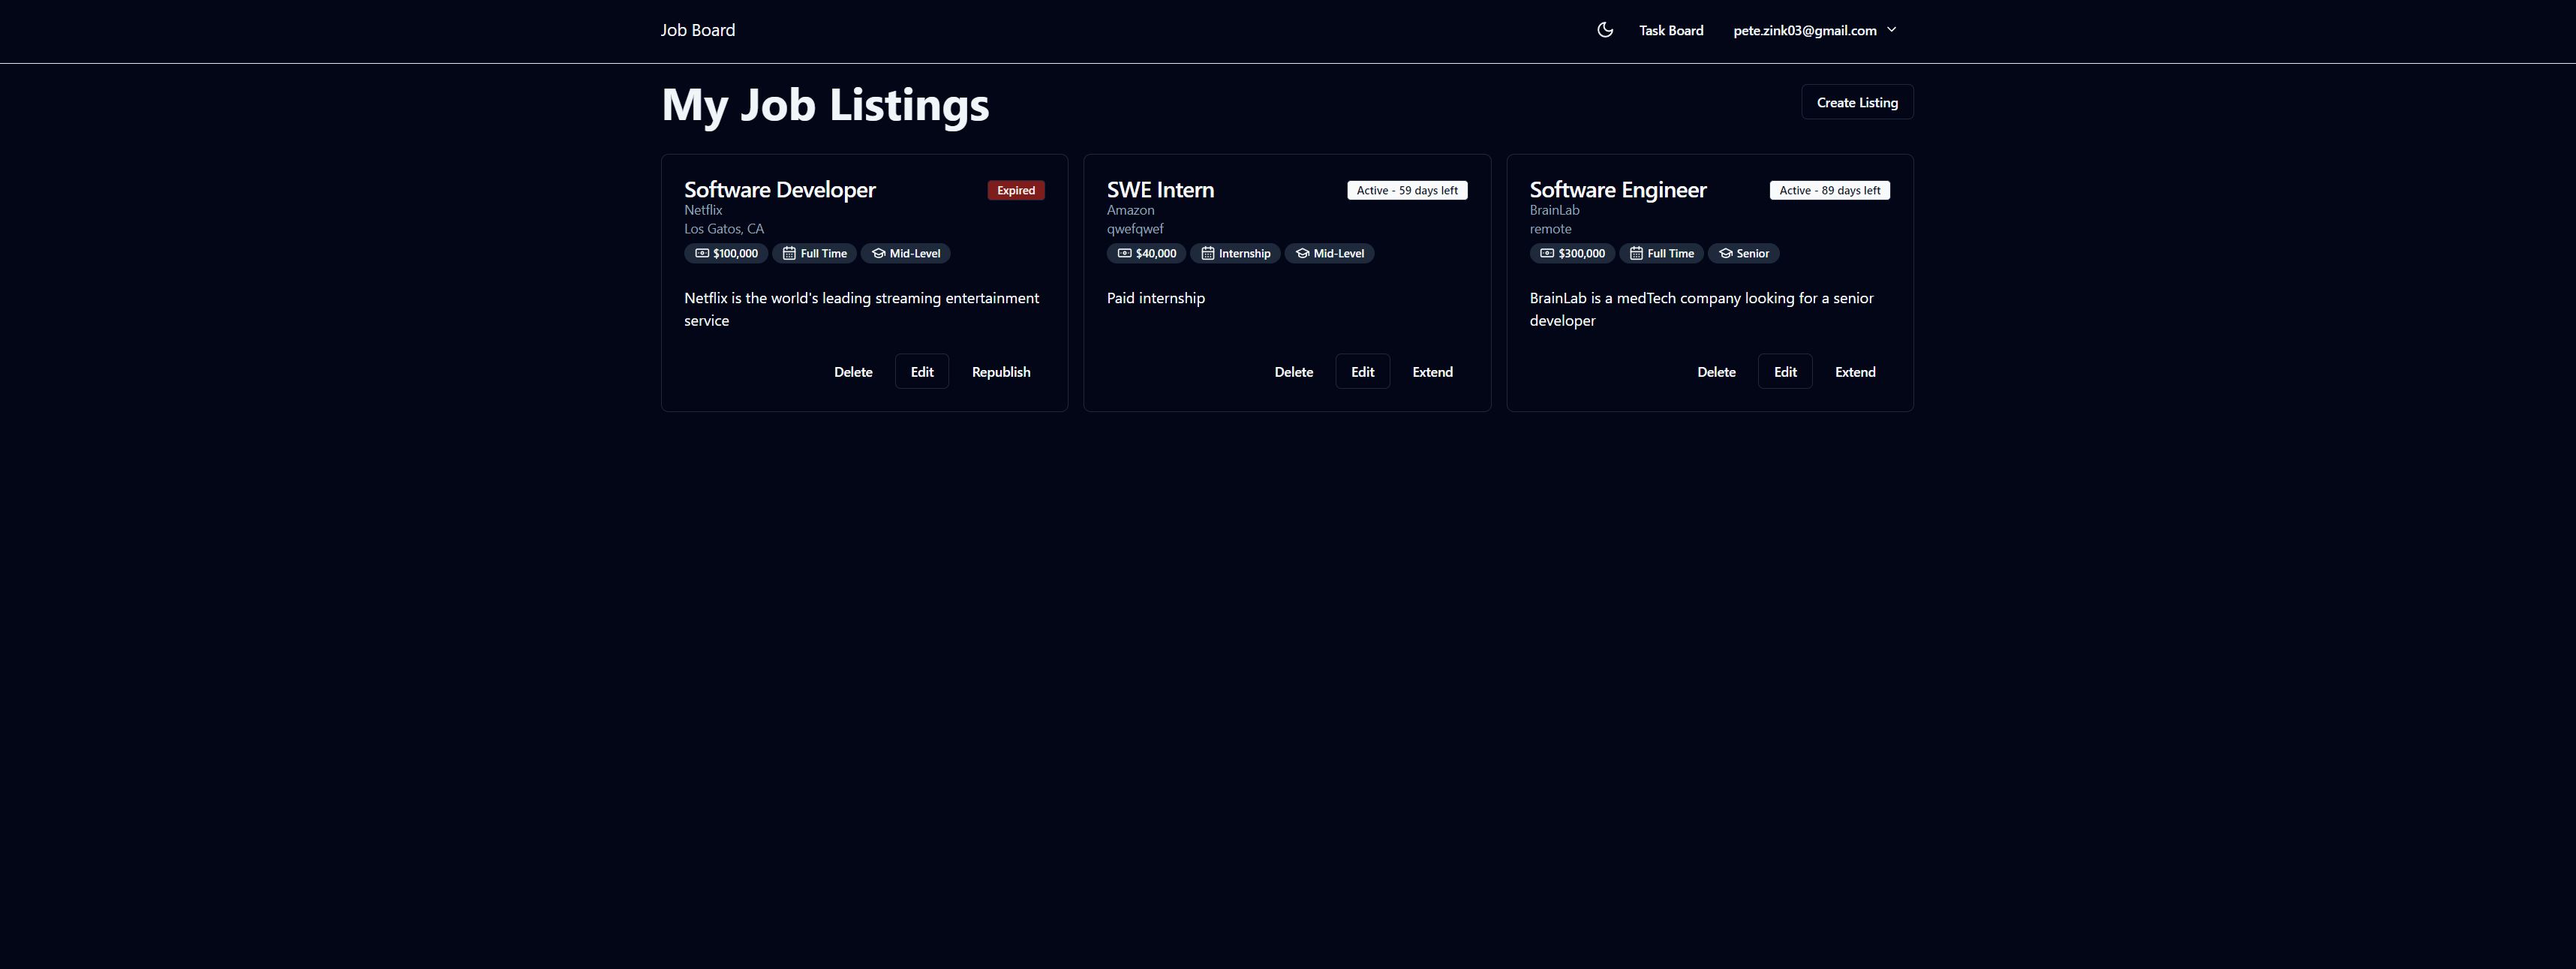 Job Board
Task Board
pete.zink03@gmail.com
My Job Listings
Create Listing
Software Developer
Expired
Netflix
Los Gatos, CA
$100,000
Full Time
Mid-Level
Netflix is the world's leading streaming entertainment
service
Delete
Edit
Republish
SWE Intern
Active - 59 days left
Amazon
qwefqwef
$40,000
Internship
Mid-Level
Paid internship
Delete
Edit
Extend
Software Engineer
Active - 89 days left
BrainLab
remote
$300,000
Full Time
Senior
BrainLab is a medTech company looking for a senior
developer
Delete
Edit
Extend